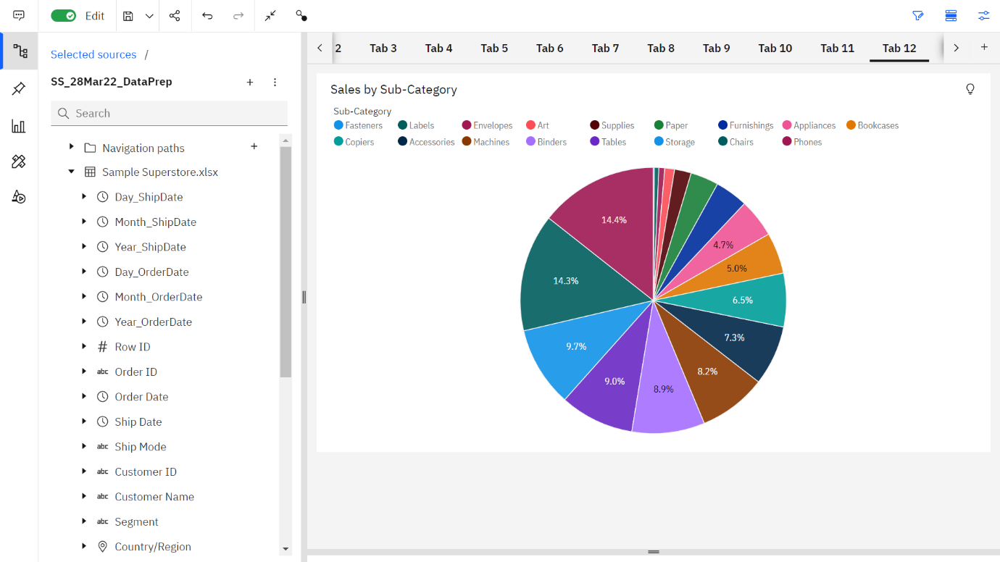 Edit
Selected sources /
SS_28Mar22_DataPrep
Search
Navigation paths
Sample Superstore.xlsx
Day_ShipDate
Month_ShipDate
Year_ShipDate
Day_OrderDate
Month_OrderDate
Year_OrderDate
# Row ID
abc Order ID
Order Date
Ship Date
abc Ship Mode
abc Customer ID
abc Customer Name
abc Segment
Country/Region
2 Tab 3 Tab 4 Tab 5 Tab 6 Tab 7 Tab 8 Tab 9 Tab 10 Tab 11 Tab 12
Sales by Sub-Category
Sub-Category
Fasteners Labels Envelopes Art Supplies Paper Furnishings Appliances Bookcases
Copiers Accessories Machines Binders Tables Storage Chairs Phones
14.4%
4.7%
5.0%
14.3%
6.5%
7.3%
9.7%
8.2%
9.0%
8.9%